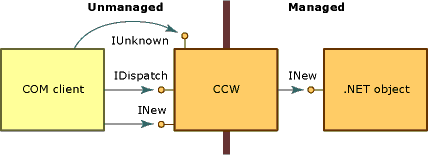 Unmanaged
Managed
IUnknown
IDispatch
INew
COM client
CCW
INew
.NET object